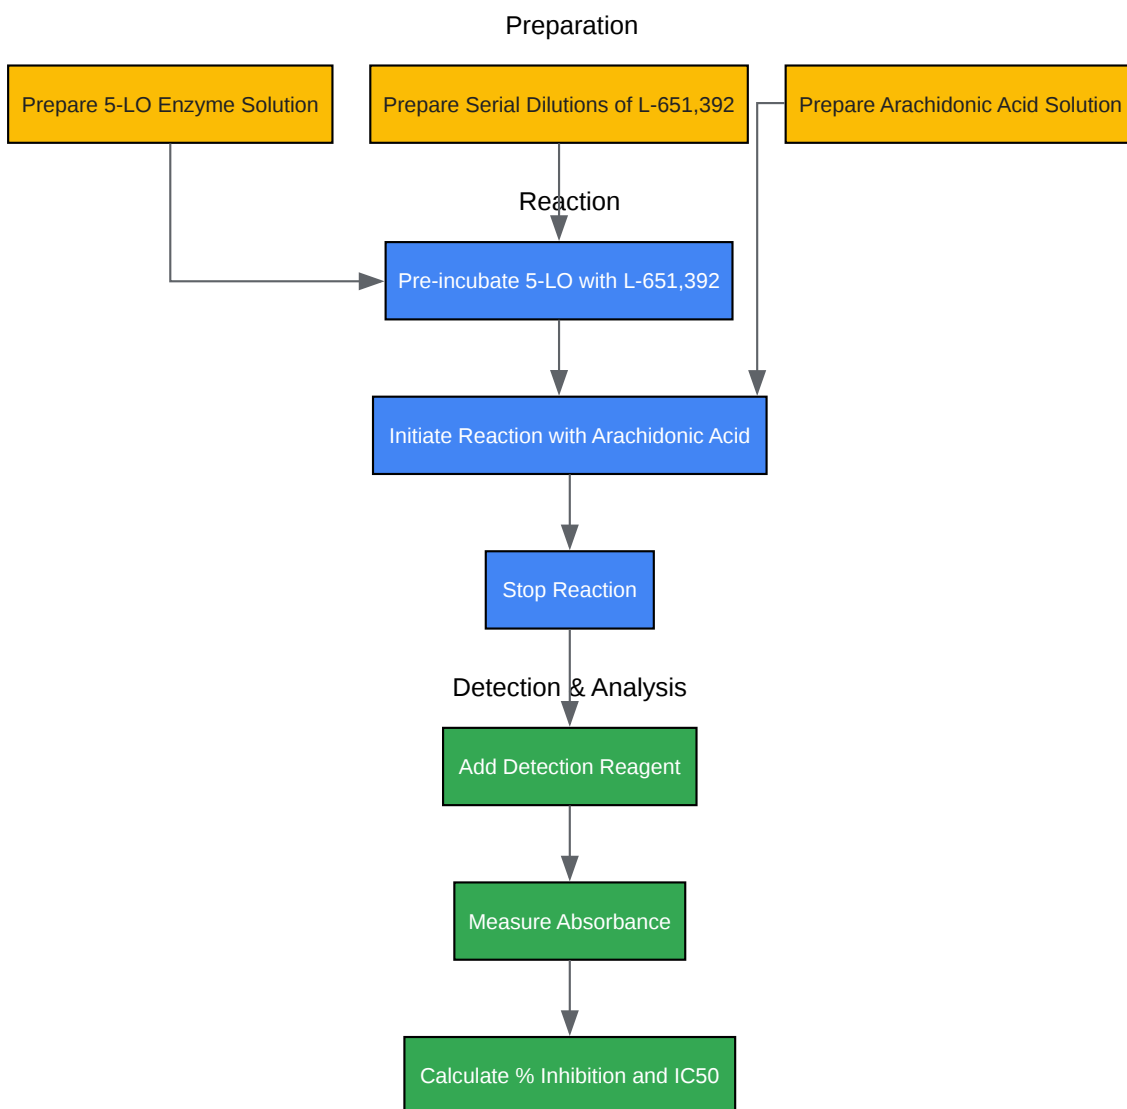 Preparation
Prepare 5-LO Enzyme Solution
Prepare Serial Dilutions of L-651,392
Prepare Arachidonic Acid Solution
Reaction
Pre-incubate 5-LO with L-651,392
Initiate Reaction with Arachidonic Acid
Stop Reaction
Detection & Analysis
Add Detection Reagent
Measure Absorbance
Calculate % Inhibition and IC50